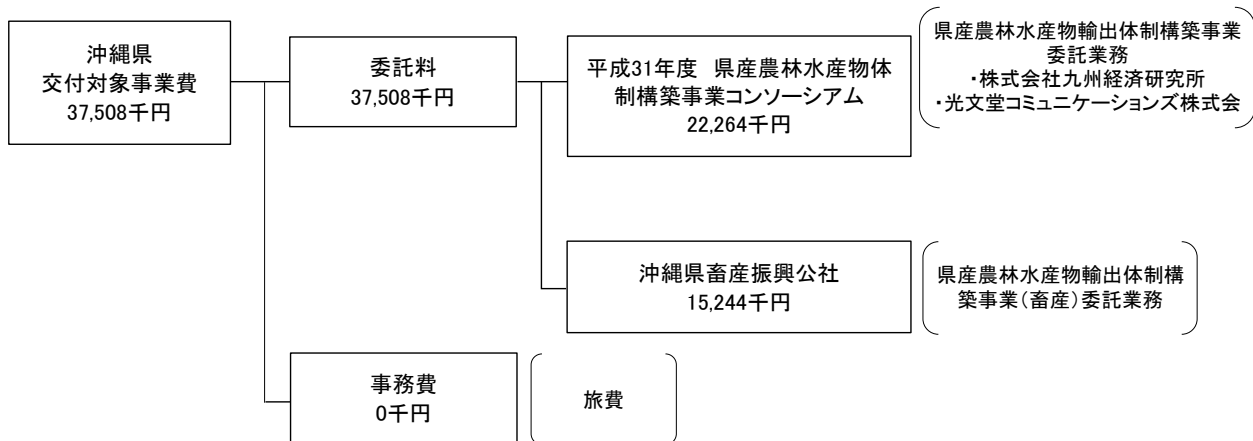 沖縄県
交付対象事業費
37,508千円
委託料
37,508千円
平成31年度　県産農林水産物体
制構築事業コンソーシアム
22,264千円
県産農林水産物輸出体制構築事業
委託業務
・株式会社九州経済研究所
・光文堂コミュニケーションズ株式会
沖縄県畜産振興公社
15,244千円
県産農林水産物輸出体制構
築事業（畜産）委託業務
事務費
0千円
旅費